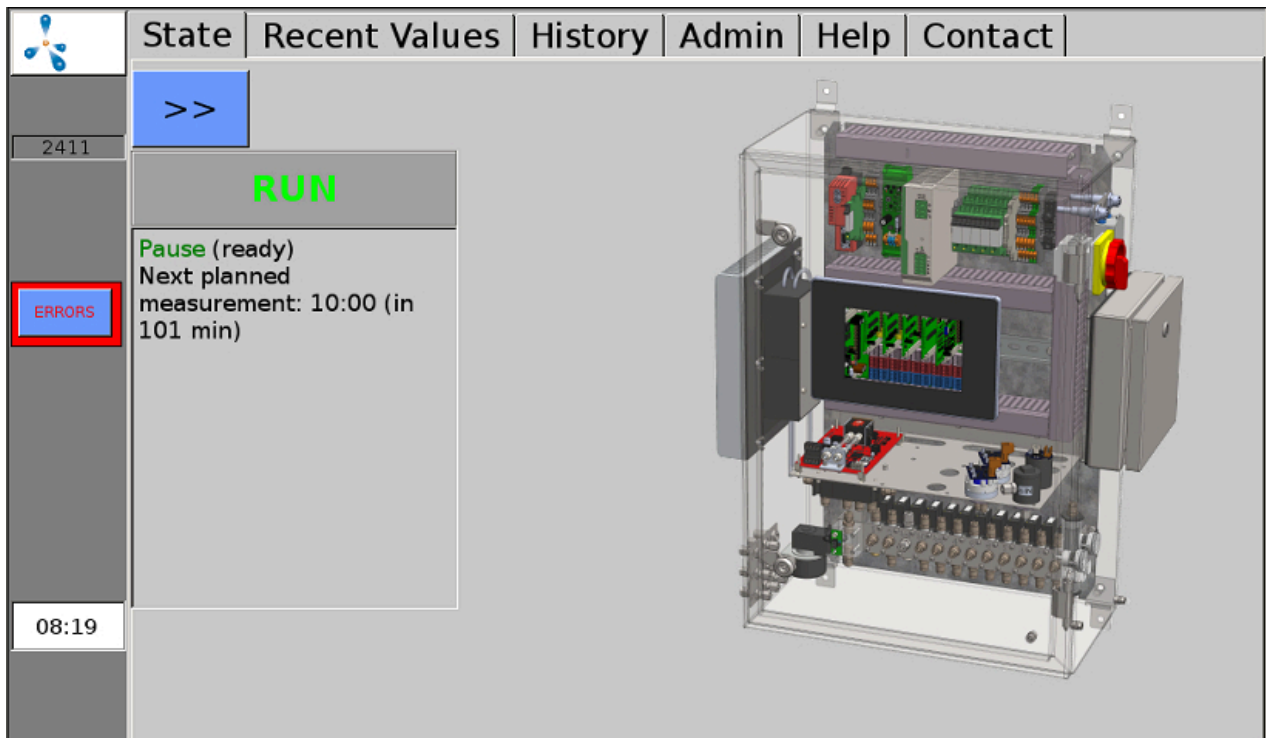 State Recent Values History Admin Help Contact
>>
2411
RUN
Pause (ready)
Next planned
measurement: 10:00 (in
101 min)
ERRORS
08:19